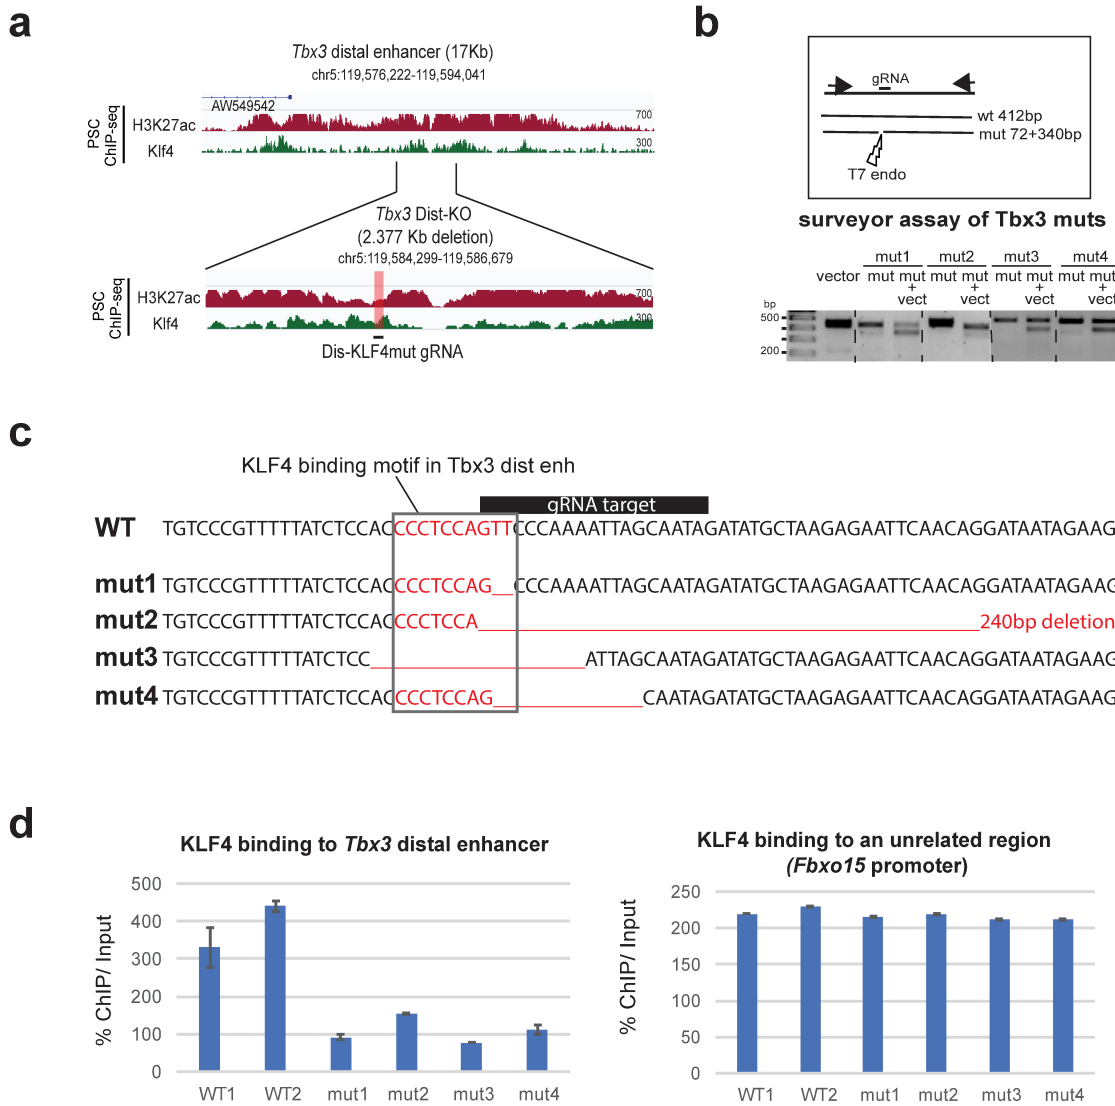 a
Tbx3 distal enhancer (17Kb)
chr5:119,576,222-119,594,041
AW549542
PSC
ChIP-seq
H3K27ac
700
Klf4
300
Tbx3 Dist-KO
(2.377 Kb deletion)
chr5:119,584,299-119,586,679
PSC
ChIP-seq
H3K27ac
700
Klf4
300
Dis-KLF4mut gRNA
b
gRNA
wt 412bp
mut 72+340bp
T7 endo
surveyor assay of Tbx3 muts
mut1 mut2 mut3 mut4
vector mut mut mut mut mut mut mut mut
+ + + +
vect vect vect vect
bp
500
200
c
KLF4 binding motif in Tbx3 dist enh
gRNA target
WT TGTCCCGTTTTTATCTCCACCCCTCCAGTTCCCAAAATTAGCAATAGATATGCTAAGAGAATTCAACAGGATAATAGAAG
mut1 TGTCCCGTTTTTATCTCCACCCCTCCAG__CCCAAAATTAGCAATAGATATGCTAAGAGAATTCAACAGGATAATAGAAG
mut2 TGTCCCGTTTTTATCTCCACCCCTCCA____240bp deletion
mut3 TGTCCCGTTTTTATCTCC____ATTAGCAATAGATATGCTAAGAGAATTCAACAGGATAATAGAAG
mut4 TGTCCCGTTTTTATCTCCACCCCTCCAG____CAATAGATATGCTAAGAGAATTCAACAGGATAATAGAAG
d
KLF4 binding to Tbx3 distal enhancer
% ChIP/ Input
500
400
300
200
100
0
WT1 WT2 mut1 mut2 mut3 mut4
KLF4 binding to an unrelated region
(Fbxo15 promoter)
% ChIP/ Input
250
200
150
100
50
0
WT1 WT2 mut1 mut2 mut3 mut4